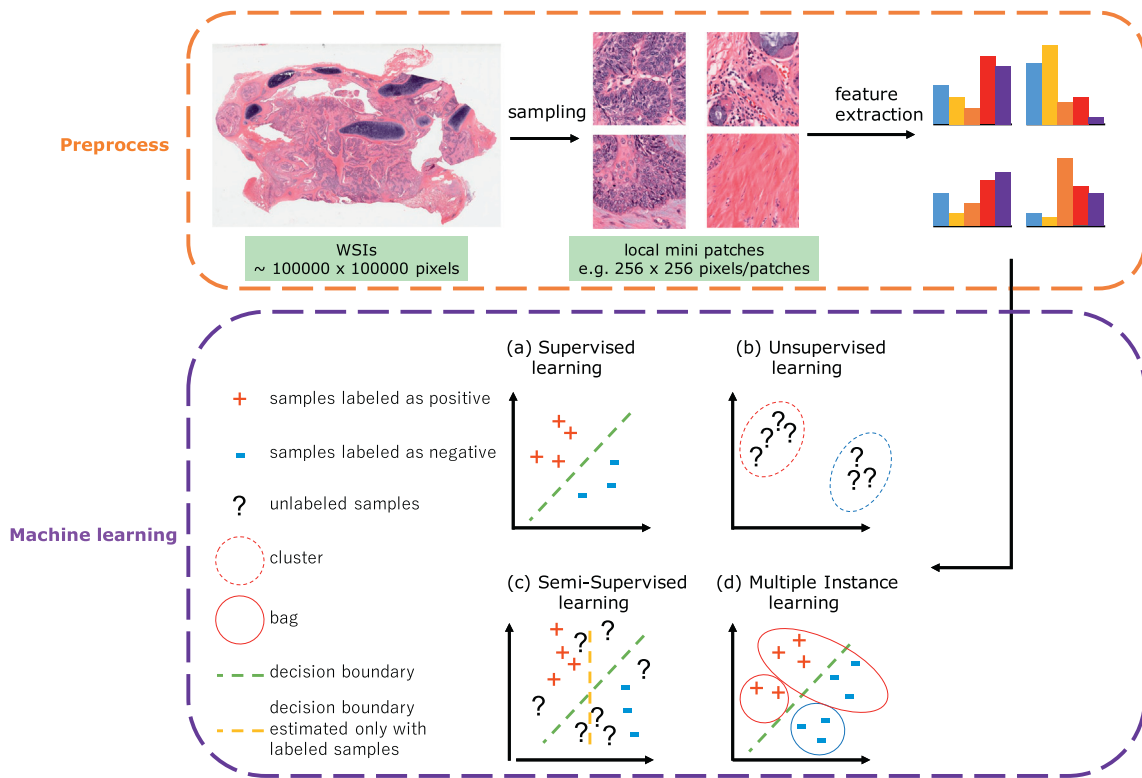 Preprocess
sampling
feature
extraction
WSIs
~ 100000 x 100000 pixels
local mini patches
e.g. 256 x 256 pixels/patches
Machine learning
+ samples labeled as positive
- samples labeled as negative
? unlabeled samples
cluster
bag
decision boundary
decision boundary
estimated only with
labeled samples
(a) Supervised
learning
+ + + +
- - -
(b) Unsupervised
learning
? ? ? ?
? ? ?
(c) Semi-Supervised
learning
+ + + +
? ? ? ? ? ? ? ?
- - - -
(d) Multiple Instance
learning
+ + + + +
- - - - - -